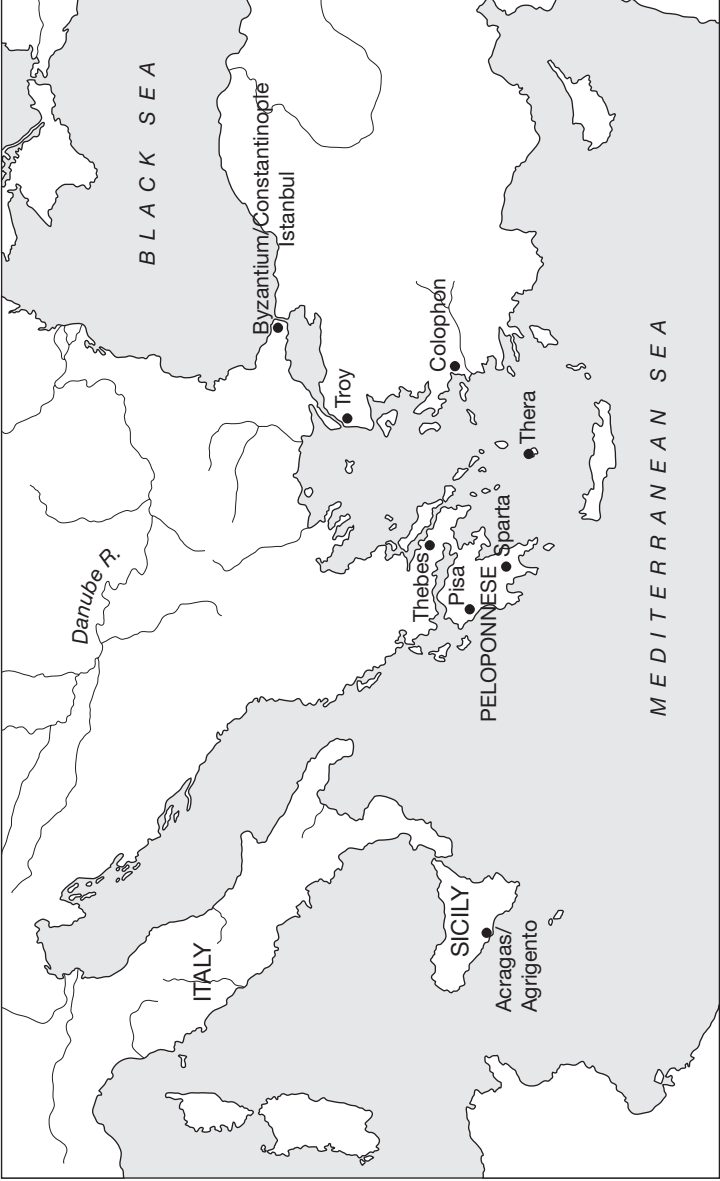 BLACK SEA
Danube R.
Byzantium/Constantinople
Istanbul
ITALY
Troy
Colophon
Thebes
Pisa
PELOPONNESE
Sparta
Thera
SICILY
Acragas/
Agrigento
MEDITERRANEAN SEA